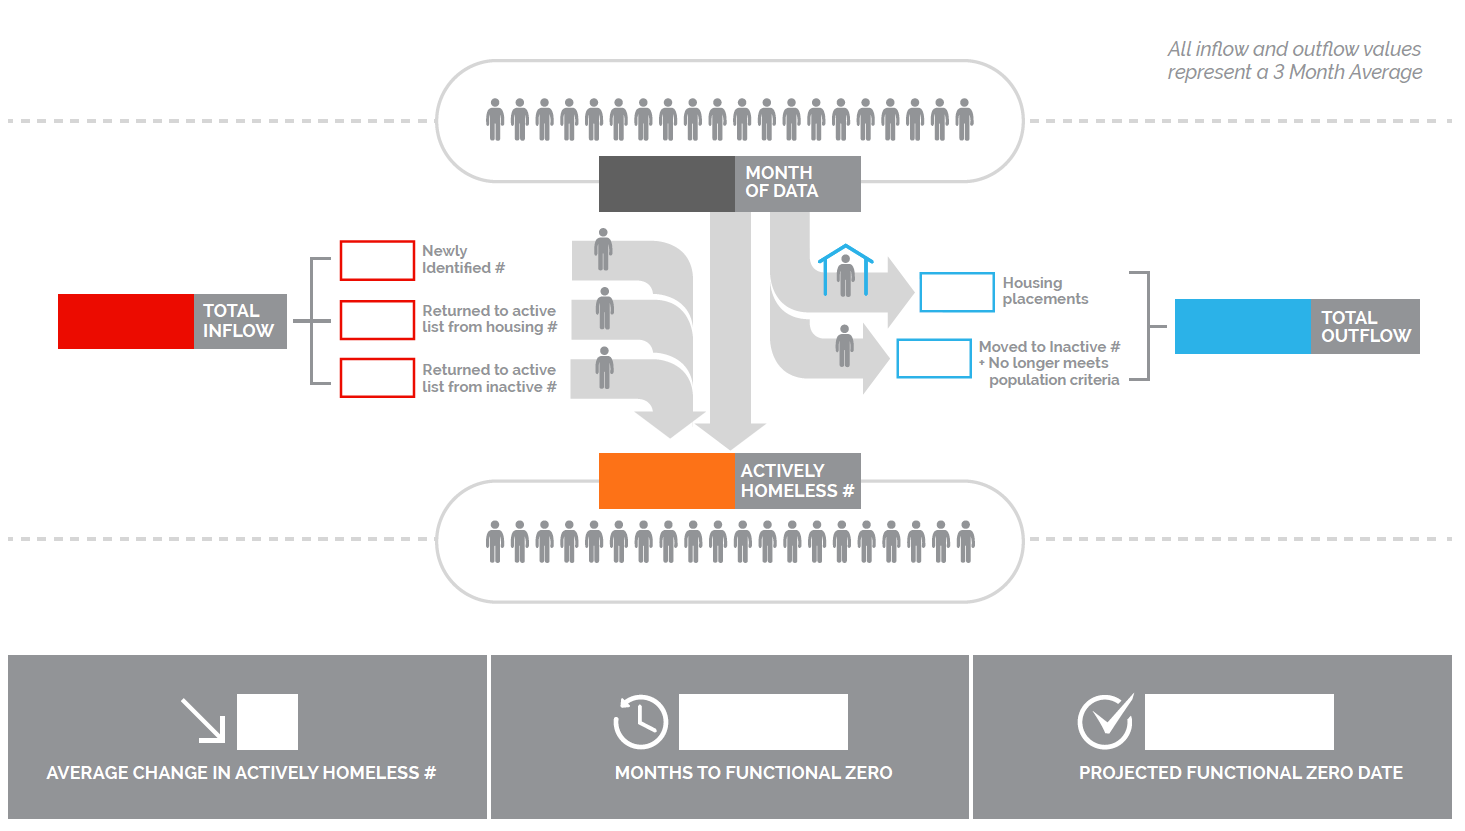 All inflow and outflow values
represent a 3 Month Average
MONTH
OF DATA
Newly
Identified #
Returned to active
list from housing #
Returned to active
list from inactive #
TOTAL
INFLOW
Housing
placements
Moved to Inactive #
+ No longer meets
population criteria
TOTAL
OUTFLOW
ACTIVELY
HOMELESS #
AVERAGE CHANGE IN ACTIVELY HOMELESS #
MONTHS TO FUNCTIONAL ZERO
PROJECTED FUNCTIONAL ZERO DATE